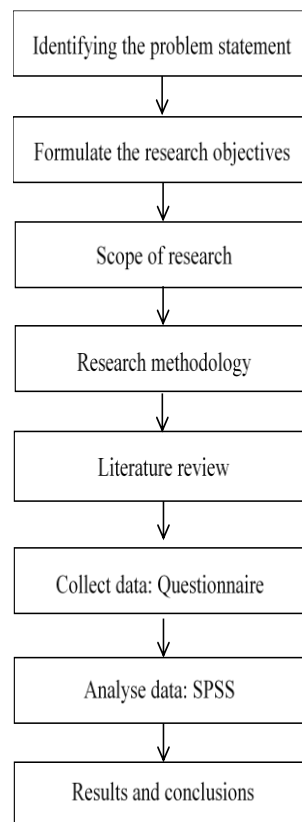 Identifying the problem statement
Formulate the research objectives
Scope of research
Research methodology
Literature review
Collect data: Questionnaire
Analyse data: SPSS
Results and conclusions